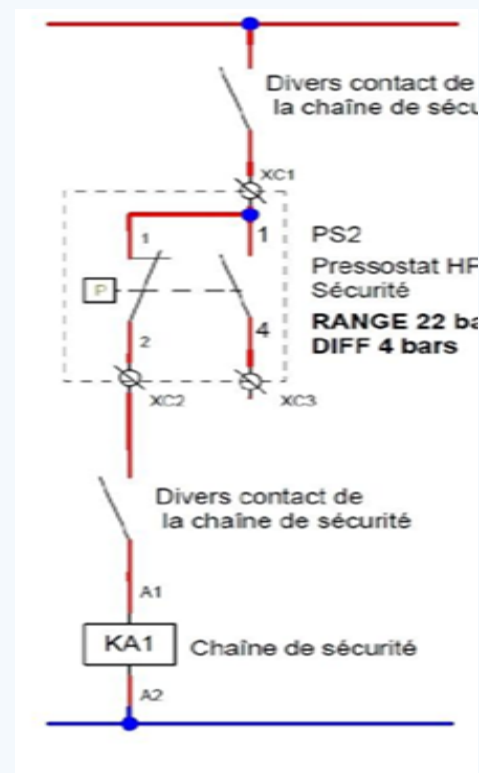 Divers contact de
la chaîne de sécu
XC1
1
1
PS2
Pressostat HP
Sécurité
P
RANGE 22 ba
DIFF 4 bars
2
4
XC2
XC3
Divers contact de
la chaîne de sécurité
A1
KA1
Chaîne de sécurité
A2